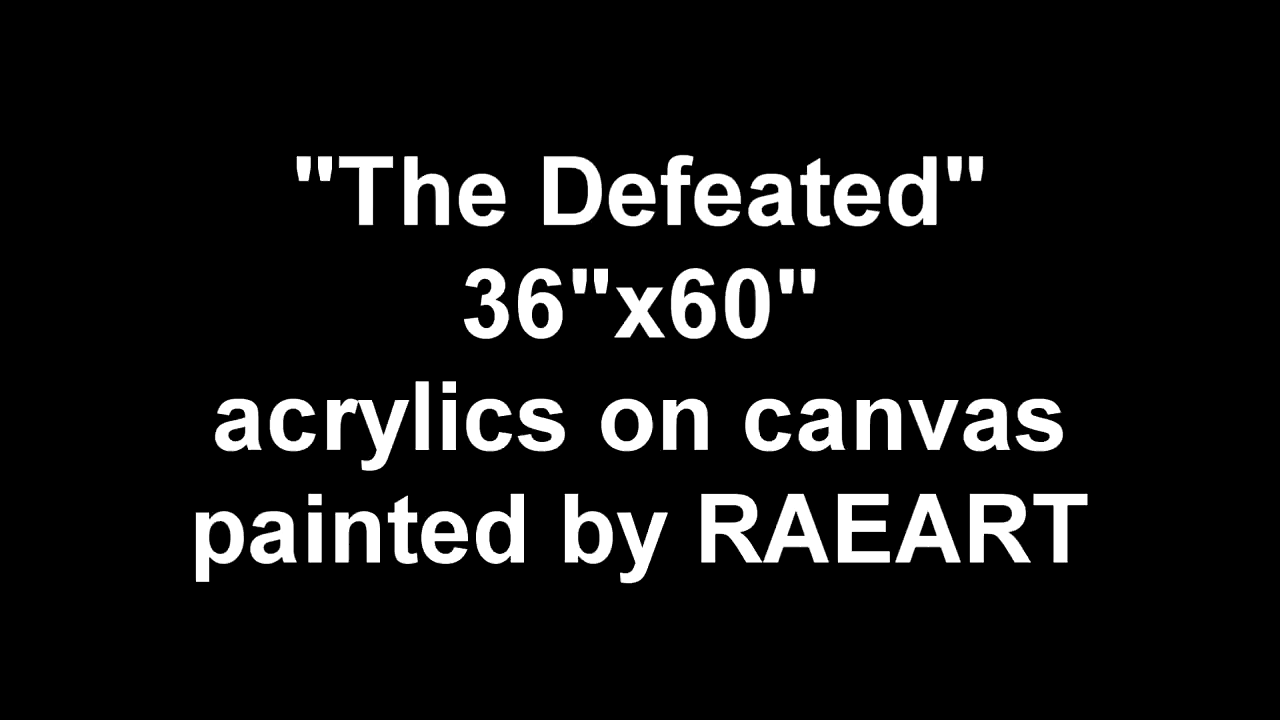 "The Defeated"
36"x60"
acrylics on canvas
painted by RAEART